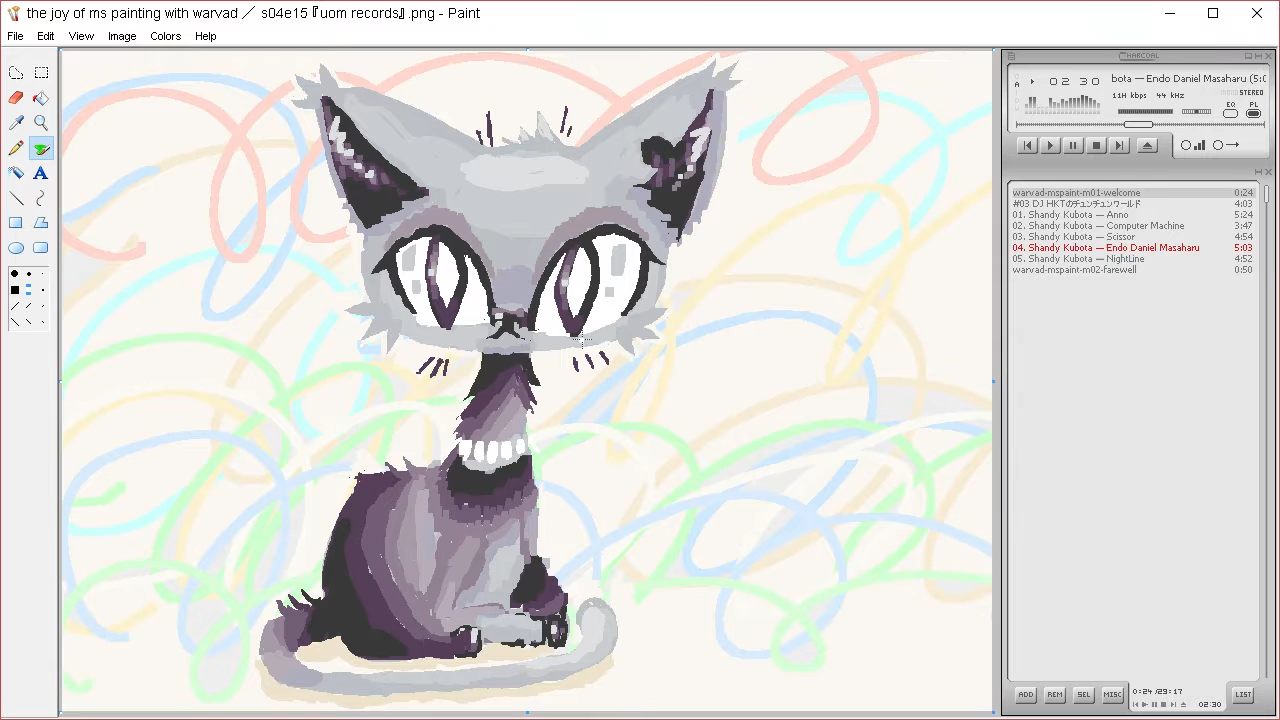 the joy of ms painting with warvad ／ s04e15『uom records』.png - Paint
File Edit View Image Colors Help
CHARCOAL
02 30
bota — Endo Daniel Masaharu (5:0
11H kbps 44 kHz
STEREO
EQ PL
warvad-mspaint-m01-welcome 0:24
#03 DJ HKTのチュンチュンワールド 4:03
01. Shandy Kubota — Anno 5:24
02. Shandy Kubota — Computer Machine 3:47
03. Shandy Kubota — Scissor 4:54
04. Shandy Kubota — Endo Daniel Masaharu 5:03
05. Shandy Kubota — NightLine 4:52
warvad-mspaint-m02-farewell 0:50
ADD REM SEL MISC 0:24/29:17 02:30 LIST